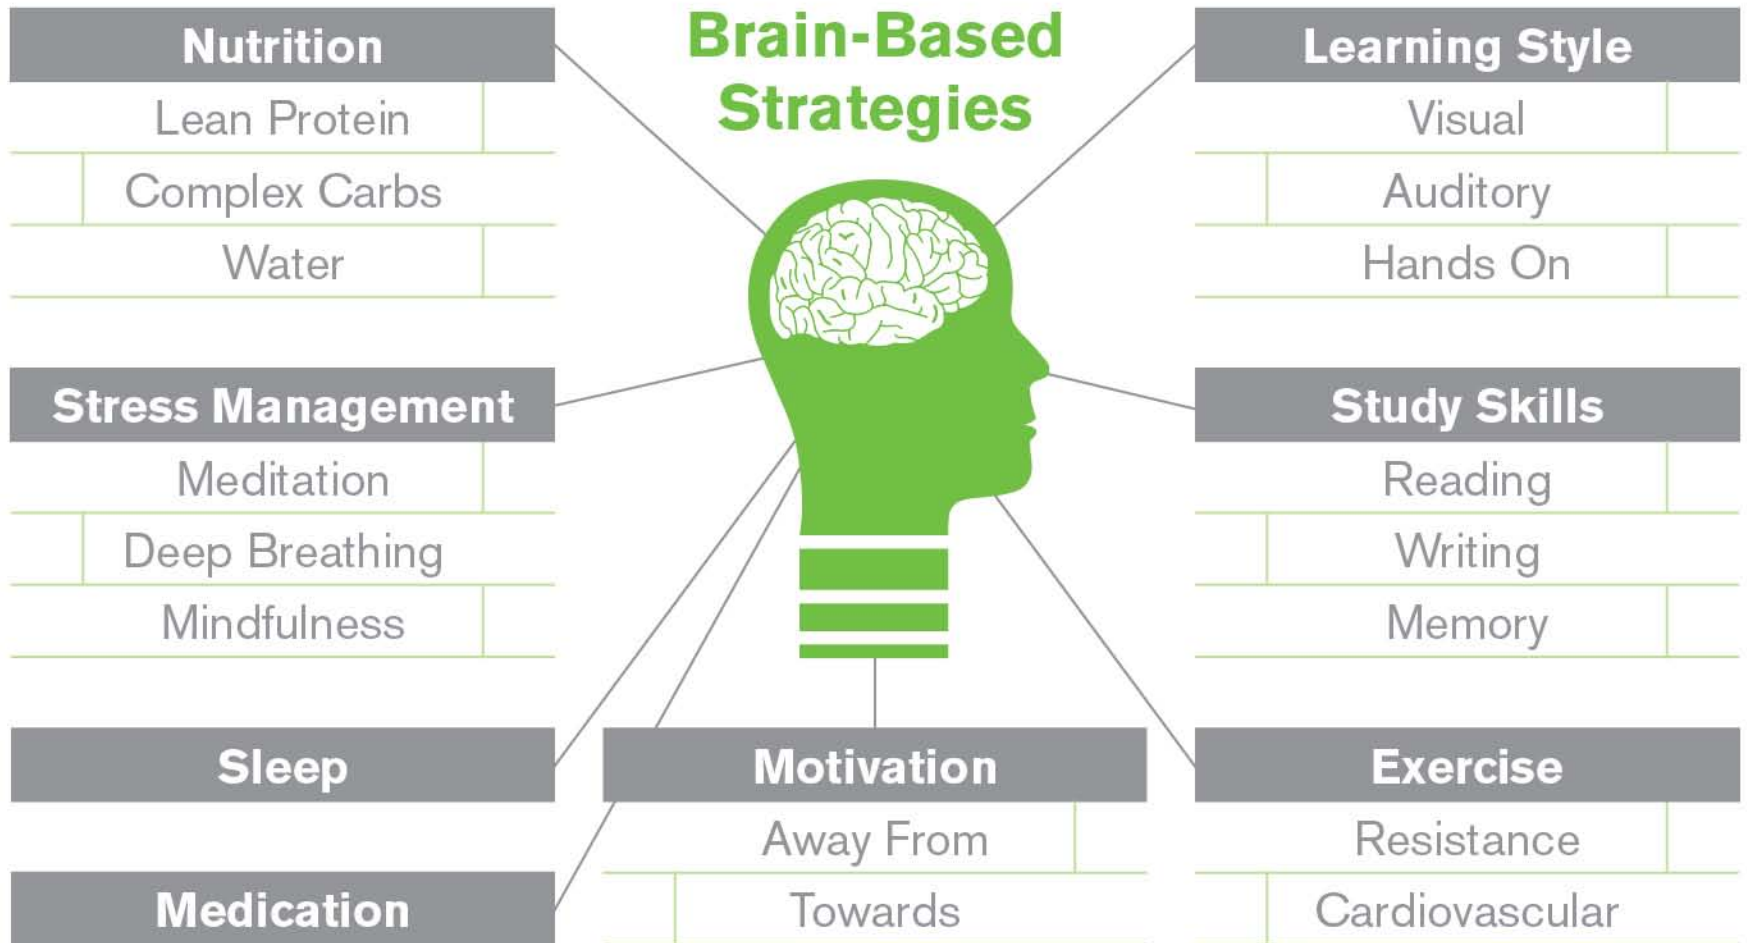 Brain-Based
Strategies
Nutrition
Lean Protein
Complex Carbs
Water
Stress Management
Meditation
Deep Breathing
Mindfulness
Sleep
Medication
Motivation
Away From
Towards
Learning Style
Visual
Auditory
Hands On
Study Skills
Reading
Writing
Memory
Exercise
Resistance
Cardiovascular